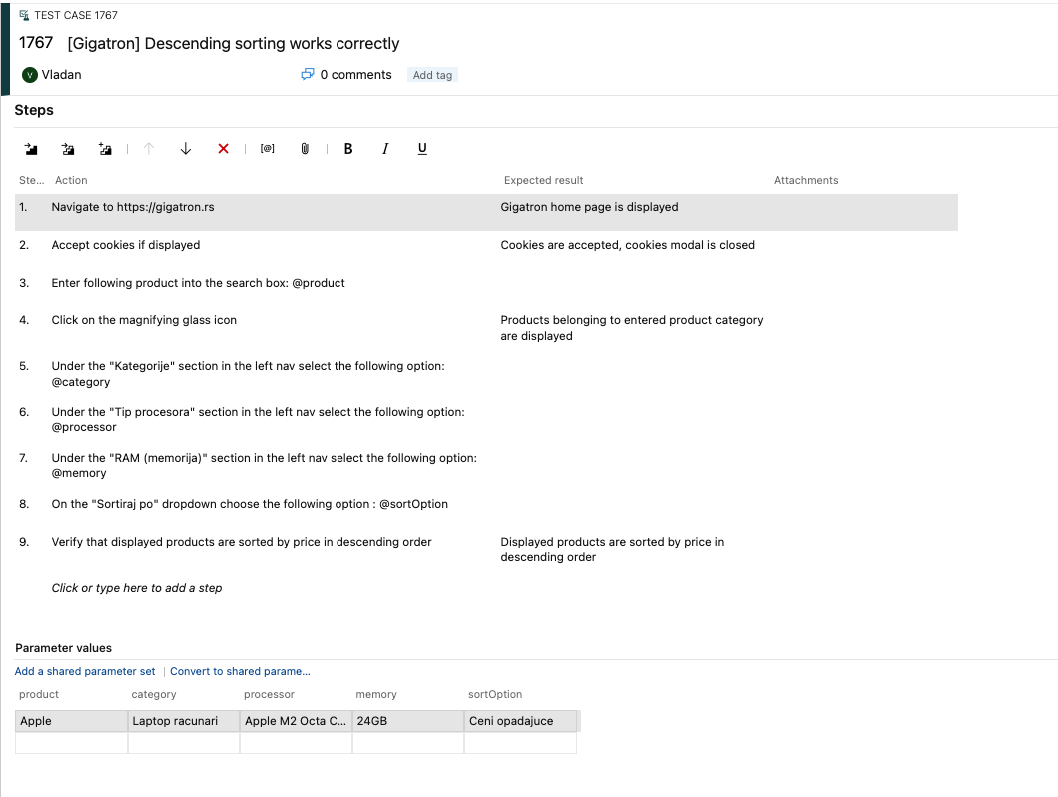 TEST CASE 1767
1767 [Gigatron] Descending sorting works correctly
V Vladan 0 comments Add tag
Steps
[@] B I U
Ste... Action Expected result Attachments
1. Navigate to https://gigatron.rs Gigatron home page is displayed
2. Accept cookies if displayed Cookies are accepted, cookies modal is closed
3. Enter following product into the search box: @product
4. Click on the magnifying glass icon Products belonging to entered product category
are displayed
5. Under the "Kategorije" section in the left nav select the following option:
@category
6. Under the "Tip procesora" section in the left nav select the following option:
@processor
7. Under the "RAM (memorija)" section in the left nav select the following option:
@memory
8. On the "Sortiraj po" dropdown choose the following option : @sortOption
9. Verify that displayed products are sorted by price in descending order Displayed products are sorted by price in
descending order
Click or type here to add a step
Parameter values
Add a shared parameter set Convert to shared parame...
product category processor memory sortOption
Apple Laptop racunari Apple M2 Octa C... 24GB Ceni opadajuce